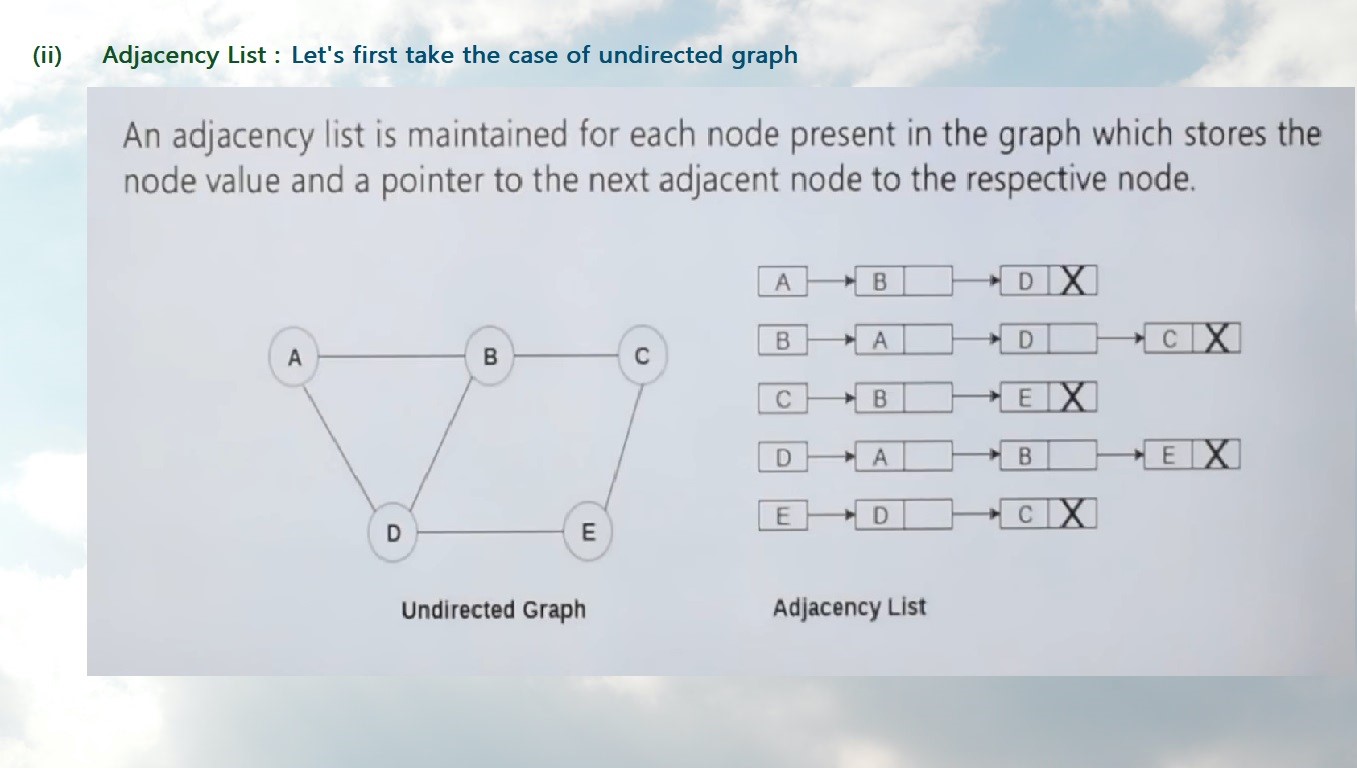 (ii) Adjacency List : Let's first take the case of undirected graph
An adjacency list is maintained for each node present in the graph which stores the
node value and a pointer to the next adjacent node to the respective node.
A B C
D E
Undirected Graph
A B D X
B A D C X
C B E X
D A B E X
E D C X
Adjacency List